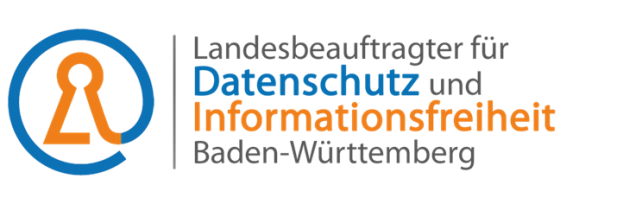 Landesbeauftragter für
Datenschutz und
Informationsfreiheit
Baden-Württemberg